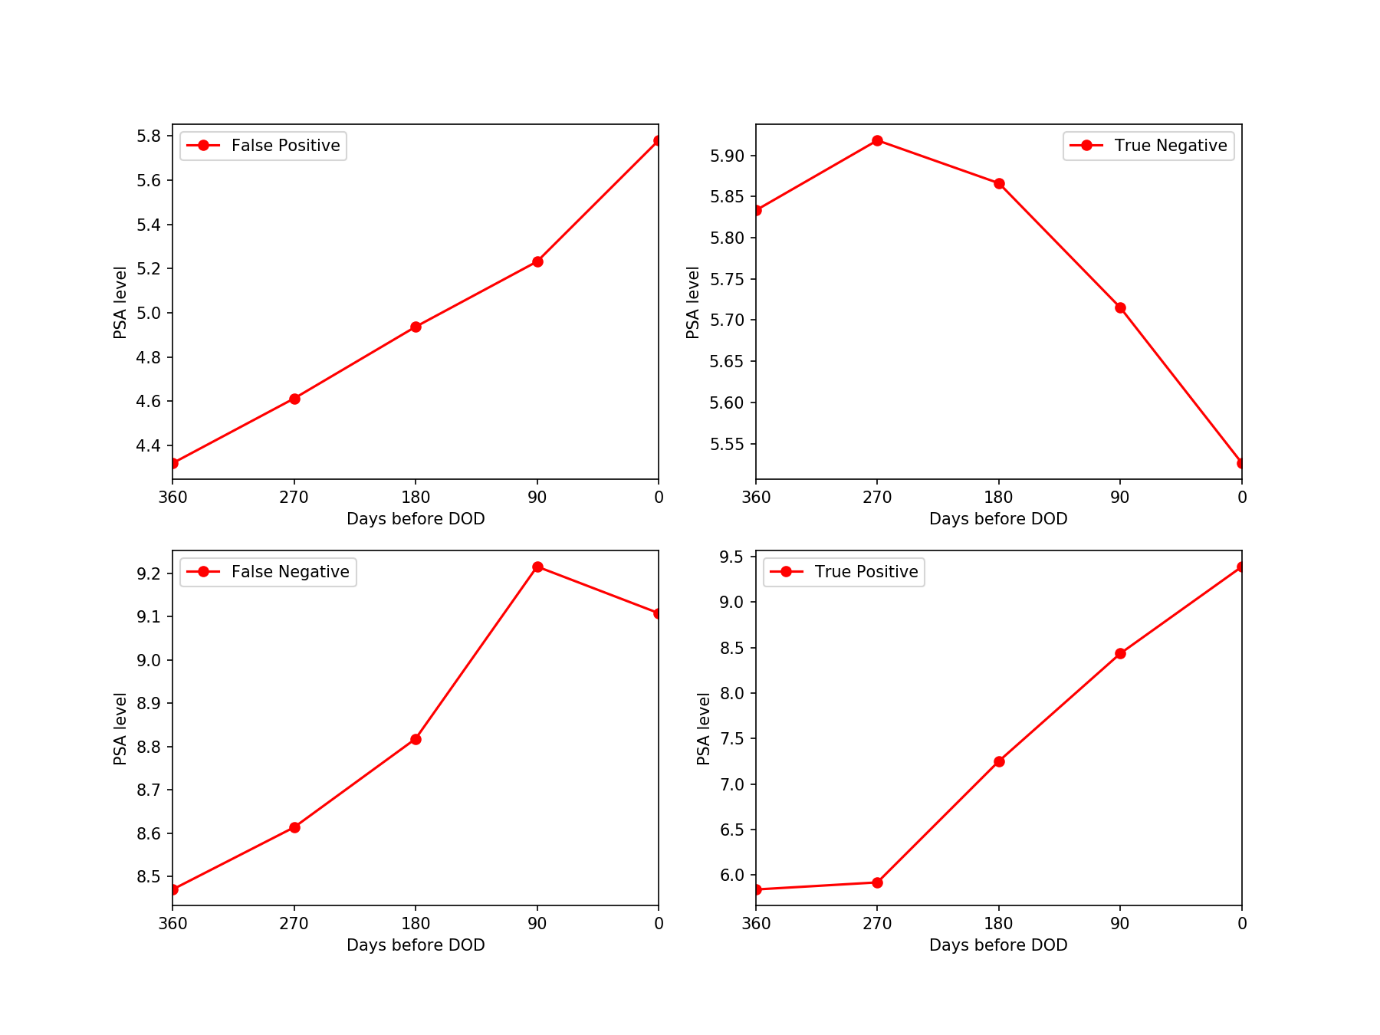 False Positive
5.8
5.6
5.4
5.2
5.0
4.8
4.6
4.4
PSA level
360 270 180 90 0
Days before DOD
True Negative
5.90
5.85
5.80
5.75
5.70
5.65
5.60
5.55
PSA level
360 270 180 90 0
Days before DOD
False Negative
9.2
9.1
9.0
8.9
8.8
8.7
8.6
8.5
PSA level
360 270 180 90 0
Days before DOD
True Positive
9.5
9.0
8.5
8.0
7.5
7.0
6.5
6.0
PSA level
360 270 180 90 0
Days before DOD